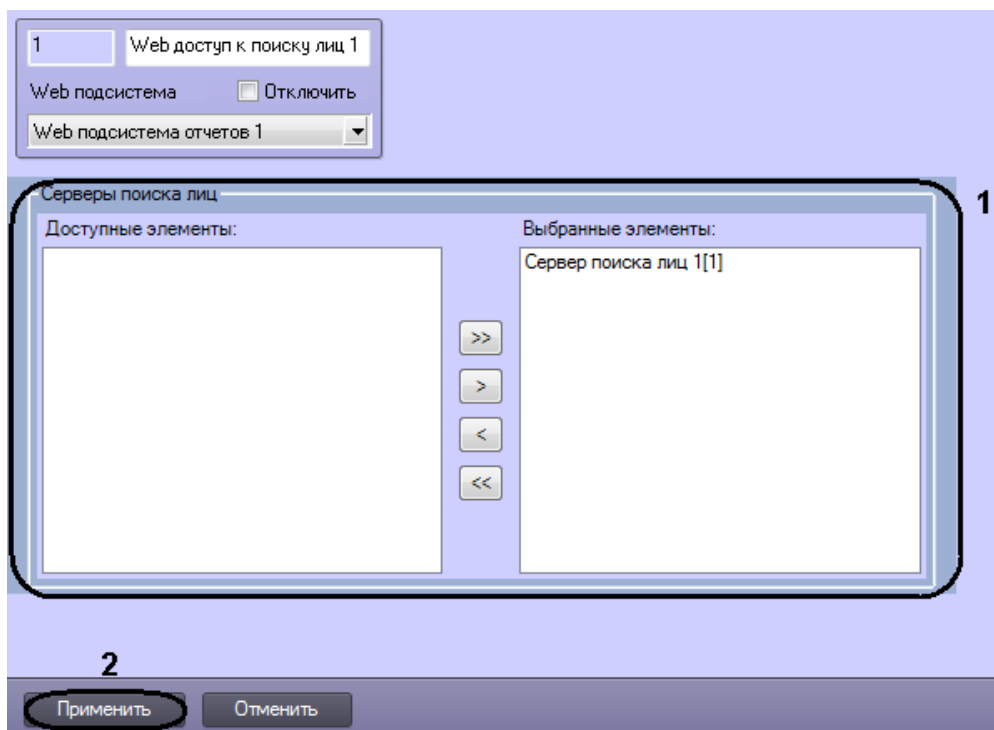 1 Web доступ к поиску лиц 1
Web подсистема Отключить
Web подсистема отчетов 1
Серверы поиска лиц
1
Доступные элементы: Выбранные элементы:
Сервер поиска лиц 1[1]
>>
>
<
<<
2
Применить Отменить